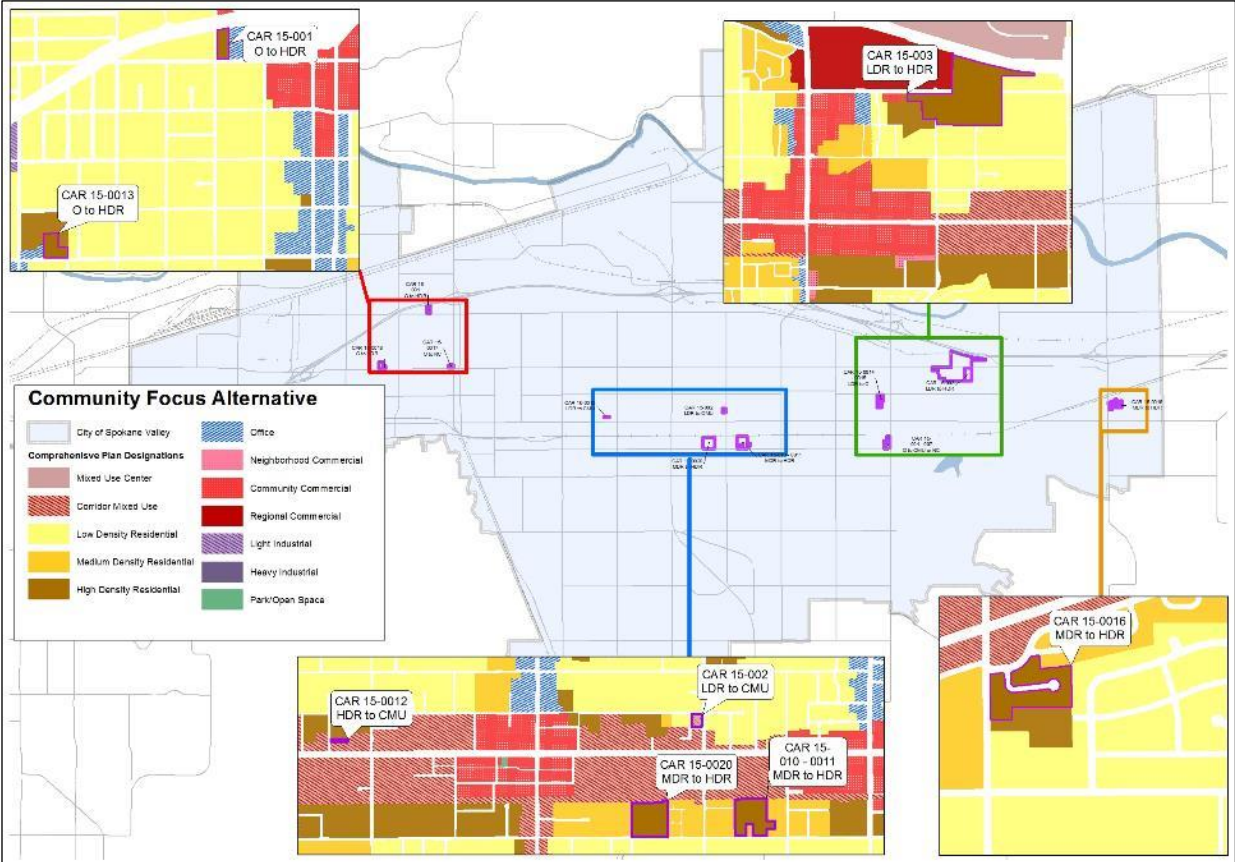 CAR 15-001
O to HDR
CAR 15-0013
O to HDR
CAR 15-003
LDR to HDR
Community Focus Alternative
City of Spokane Valley
Comprehenisve Plan Designations
Mixed Use Center
Corridor Mixed Use
Low Density Residential
Medium Density Residential
High Density Residential
Office
Neighborhood Commercial
Community Commercial
Regional Commercial
Light Industrial
Heavy Industrial
Park/Open Space
CAR 15-0012
HDR to CMU
CAR 15-002
LDR to CMU
CAR 15-0020
MDR to HDR
CAR 15-
010 - 0011
MDR to HDR
CAR 15-0016
MDR to HDR